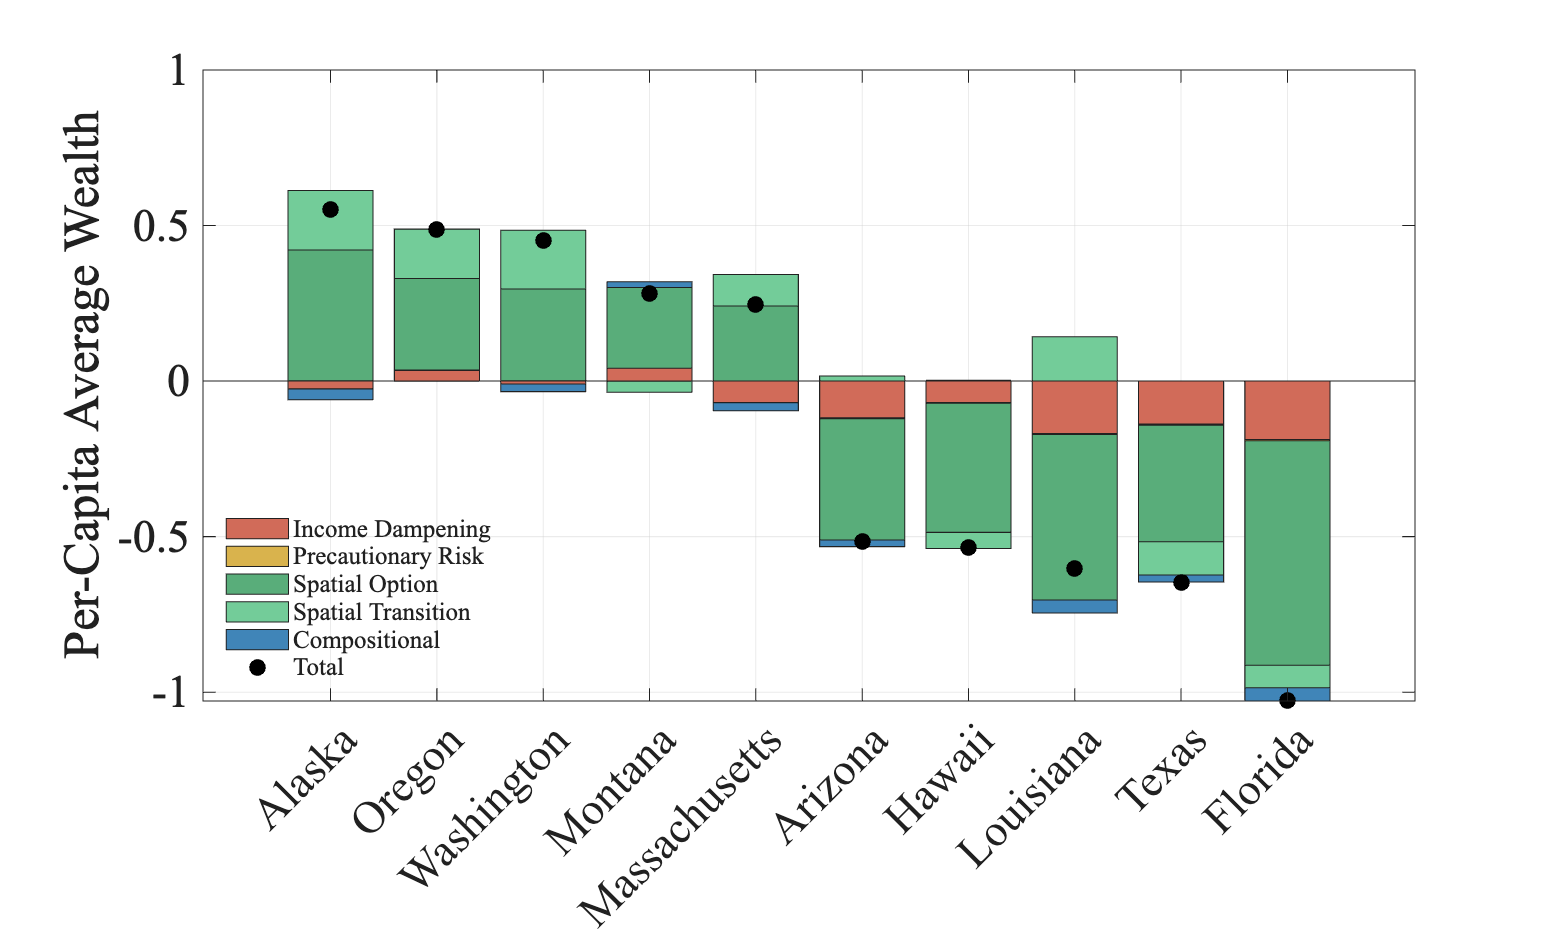 Per-Capita Average Wealth
1
0.5
0
-0.5
-1
Income Dampening
Precautionary Risk
Spatial Option
Spatial Transition
Compositional
Total
Alaska
Oregon
Washington
Montana
Massachusetts
Arizona
Hawaii
Louisiana
Texas
Florida